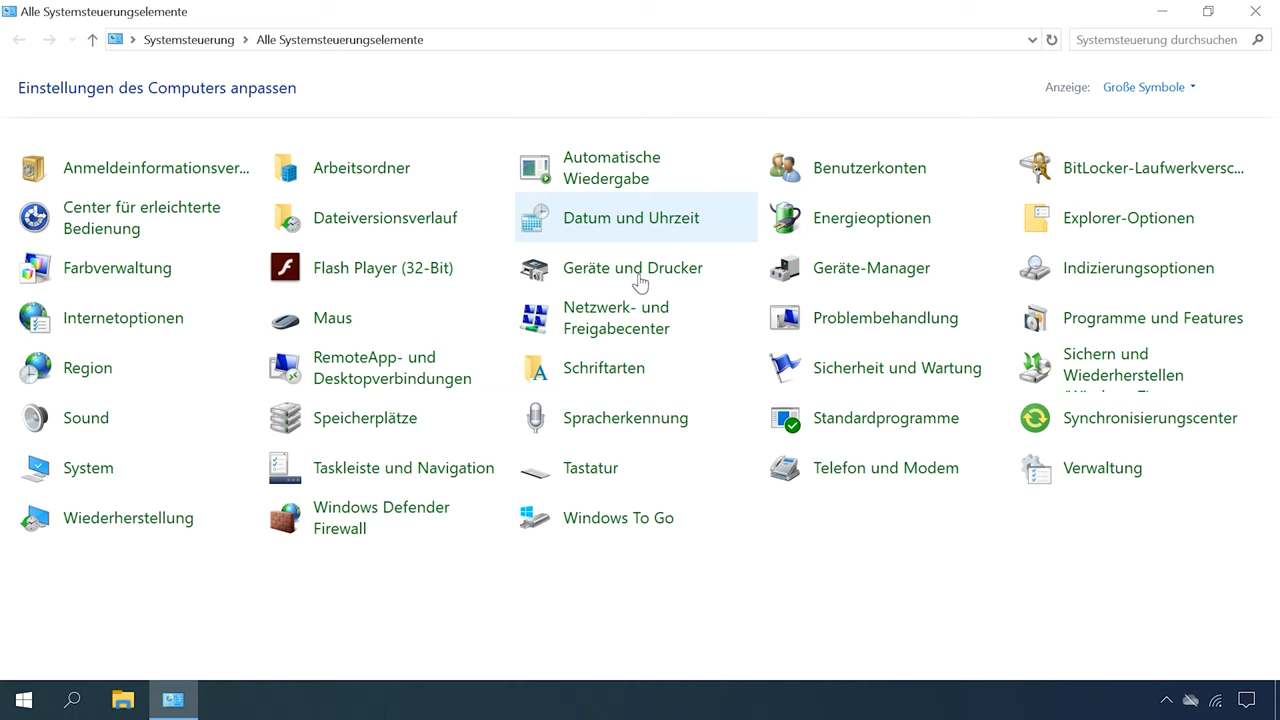 Alle Systemsteuerungselemente
Systemsteuerung > Alle Systemsteuerungselemente
Systemsteuerung durchsuchen
Einstellungen des Computers anpassen
Anzeige: Große Symbole
Anmeldeinformationsver...
Arbeitsordner
Automatische
Wiedergabe
Benutzerkonten
BitLocker-Laufwerkversc...
Center für erleichterte
Bedienung
Dateiversionsverlauf
Datum und Uhrzeit
Energieoptionen
Explorer-Optionen
Farbverwaltung
Flash Player (32-Bit)
Geräte und Drucker
Geräte-Manager
Indizierungsoptionen
Internetoptionen
Maus
Netzwerk- und
Freigabecenter
Problembehandlung
Programme und Features
Region
RemoteApp- und
Desktopverbindungen
Schriftarten
Sicherheit und Wartung
Sichern und
Wiederherstellen
Sound
Speicherplätze
Spracherkennung
Standardprogramme
Synchronisierungscenter
System
Taskleiste und Navigation
Tastatur
Telefon und Modem
Verwaltung
Wiederherstellung
Windows Defender
Firewall
Windows To Go